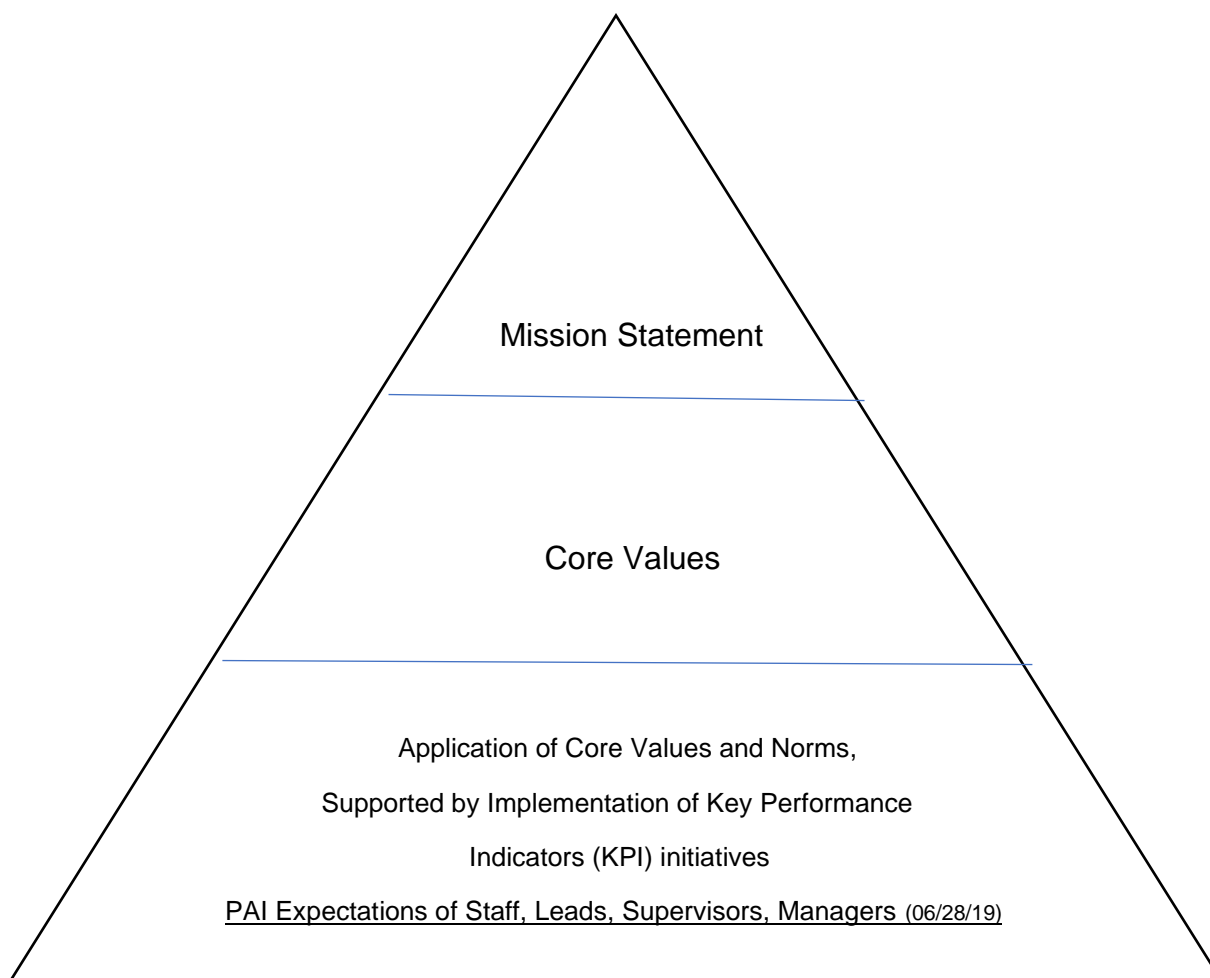 Mission Statement
Core Values
Application of Core Values and Norms,
Supported by Implementation of Key Performance
Indicators (KPI) initiatives
PAI Expectations of Staff, Leads, Supervisors, Managers (06/28/19)